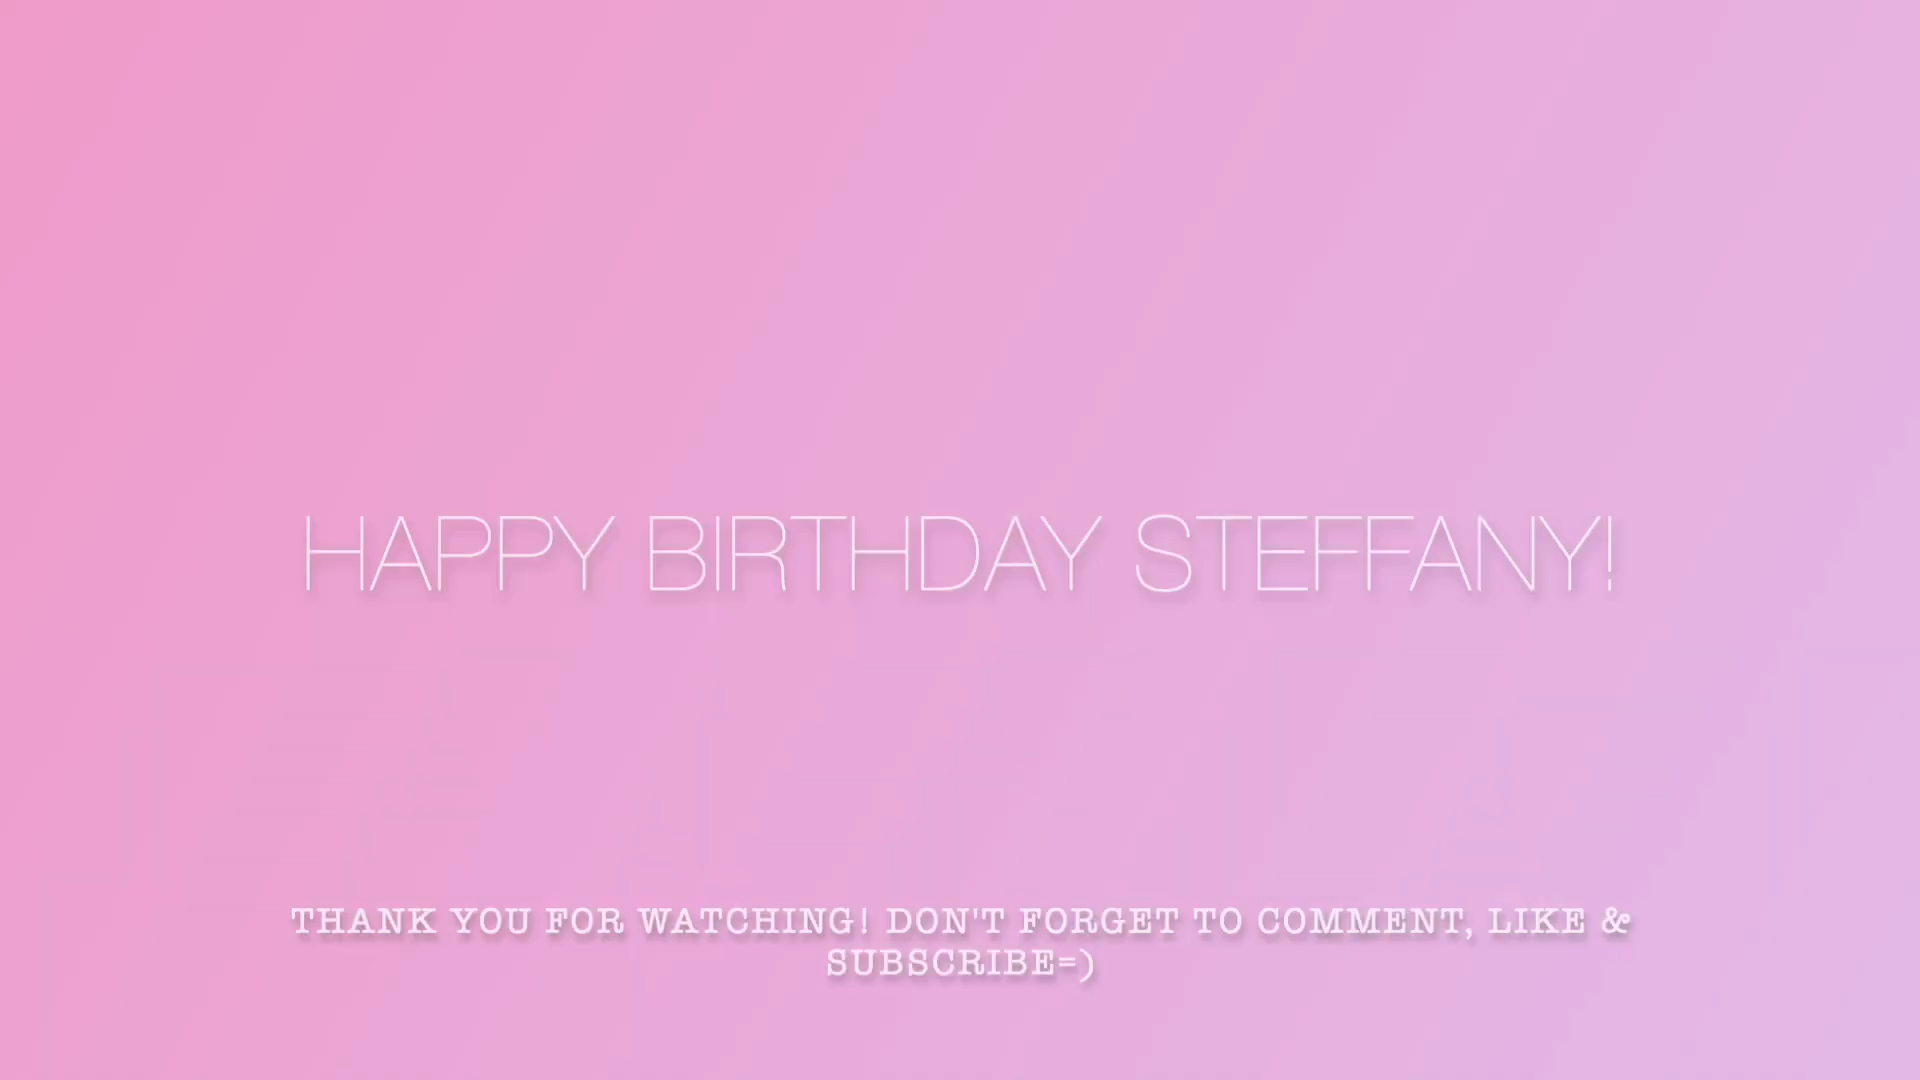 HAPPY BIRTHDAY STEFFANY!
THANK YOU FOR WATCHING! DON'T FORGET TO COMMENT, LIKE &
SUBSCRIBE=)